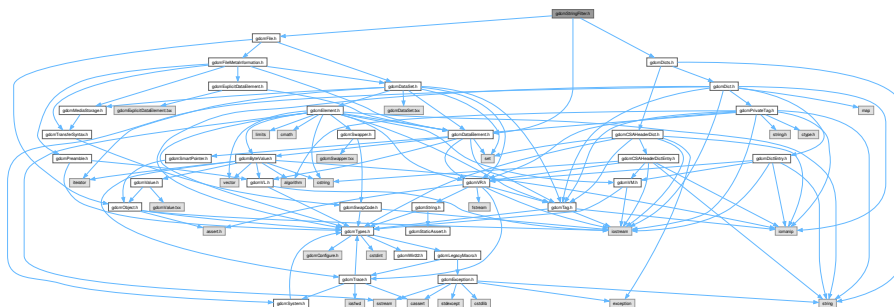 gdcmStringFilter.h
gdcmFile.h
gdcmFileMetaInformation.h
gdcmDicts.h
gdcmExplicitDataElement.h
gdcmDataSet.h
gdcmDict.h
gdcmMediaStorage.h
gdcmExplicitDataElement.txx
gdcmElement.h
gdcmDataSet.txx
gdcmPrivateTag.h
map
gdcmTransferSyntax.h
limits
cmath
gdcmSwapper.h
gdcmDataElement.h
gdcmCSAHeaderDict.h
string.h
ctype.h
gdcmPreamble.h
gdcmSmartPointer.h
gdcmByteValue.h
gdcmSwapper.txx
set
gdcmCSAHeaderDictEntry.h
gdcmDictEntry.h
iterator
gdcmValue.h
vector
gdcmVL.h
algorithm
cstring
gdcmVR.h
gdcmVM.h
gdcmObject.h
gdcmValue.txx
gdcmSwapCode.h
gdcmString.h
fstream
gdcmTag.h
assert.h
gdcmTypes.h
gdcmStaticAssert.h
iostream
iomanip
gdcmConfigure.h
cstdint
gdcmWin32.h
gdcmLegacyMacro.h
gdcmTrace.h
gdcmException.h
gdcmSystem.h
iosfwd
sstream
cassert
stdexcept
cstdlib
exception
string